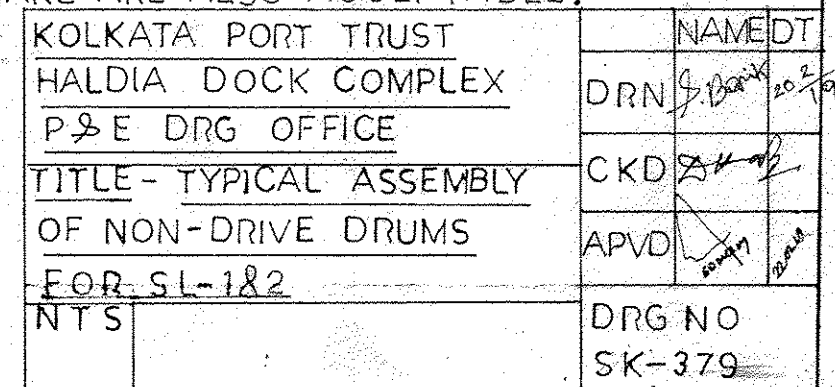 KOLKATA PORT TRUST
HALDIA DOCK COMPLEX
P&E DRG OFFICE
TITLE - TYPICAL ASSEMBLY
OF NON-DRIVE DRUMS
FOR SL-1&2
NTS
NAME DT
DRN S. Barik
CKD
APVD
DRG NO
SK-379